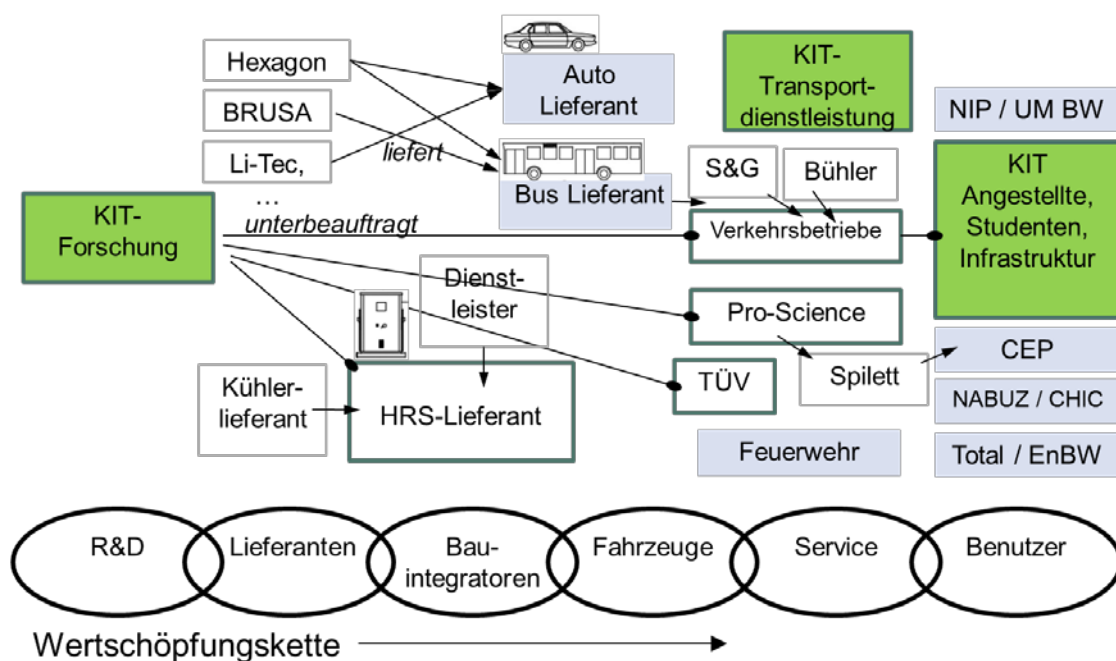 Hexagon
BRUSA
Li-Tec,
...
liefert
unterbeauftragt
KIT-
Forschung
Auto
Lieferant
Bus Lieferant
KIT-
Transport-
dienstleistung
NIP / UM BW
S&G
Bühler
Verkehrsbetriebe
KIT
Angestellte,
Studenten,
Infrastruktur
Dienst-
leister
Pro-Science
Kühler-
lieferant
HRS-Lieferant
TÜV
Spilett
CEP
NABUZ / CHIC
Feuerwehr
Total / EnBW
R&D
Lieferanten
Bau-
integratoren
Fahrzeuge
Service
Benutzer
Wertschöpfungskette